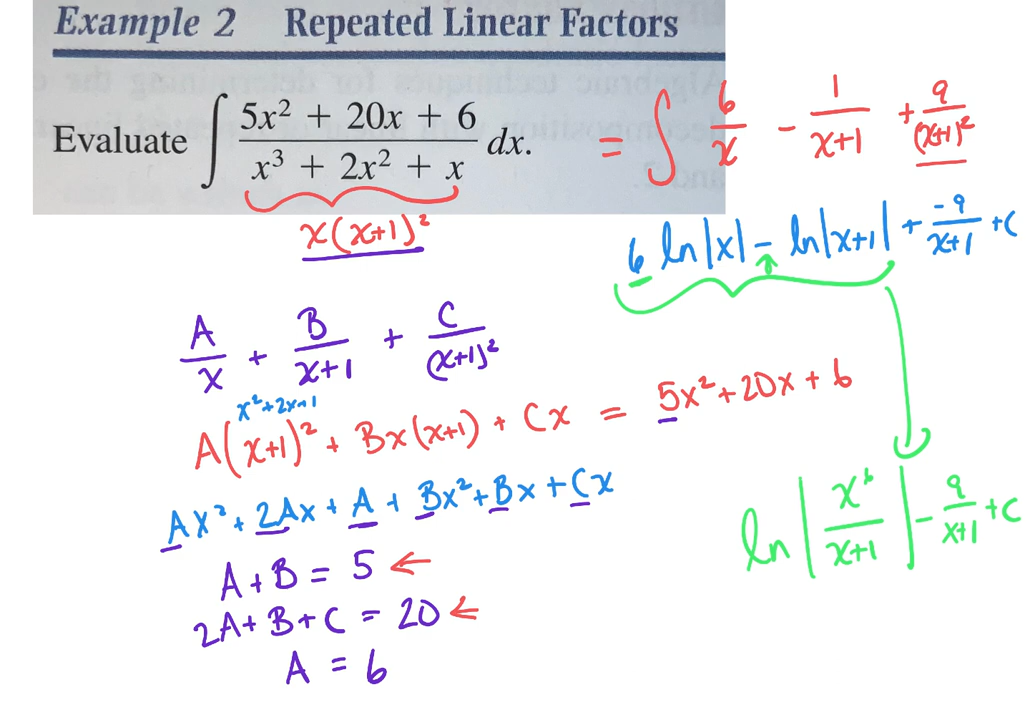 Example 2 Repeated Linear Factors
Evaluate ∫ (5x² + 20x + 6)/(x³ + 2x² + x) dx.
x(x+1)²
A/x + B/(x+1) + C/(x+1)²
x²+2x+1
A(x+1)² + Bx(x+1) + Cx = 5x²+20x+6
Ax² + 2Ax + A + Bx² + Bx + Cx
A + B = 5 ←
2A + B + C = 20 ←
A = 6
= ∫ 6/x - 1/(x+1) + 9/(x+1)²
6 ln|x| - ln|x+1| + -9/(x+1) + C
ln|x⁶/(x+1)| - 9/(x+1) + C